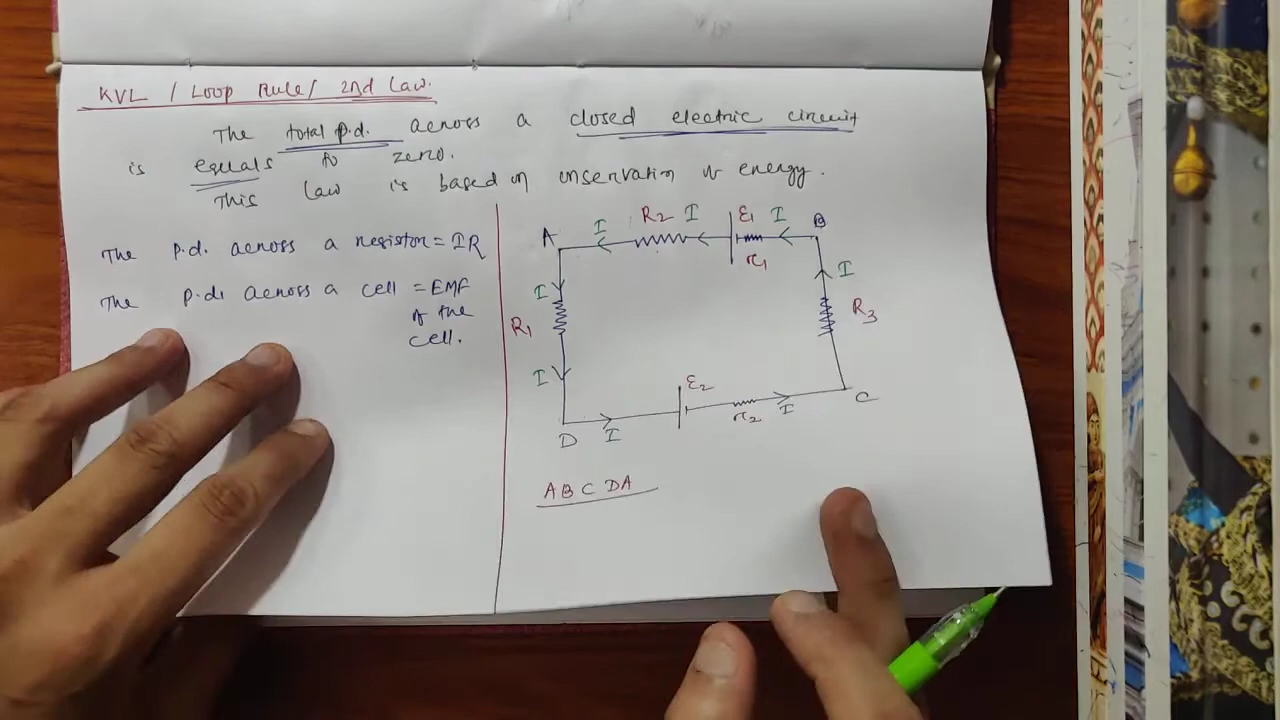 KVL / Loop Rule / 2nd Law.
The total p.d. across a closed electric circuit
is equals to zero.
This law is based on conservation of energy.
The p.d. across a resistor = IR
The p.d. across a cell = EMF
of the
cell.
A I R2 I ε1 I B
r1
I I
R1 R3
I ε2
r2 I C
D I
A B C D A